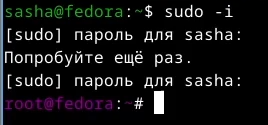 sasha@fedora:~$ sudo -i
[sudo] пароль для sasha:
Попробуйте ещё раз.
[sudo] пароль для sasha:
root@fedora:~#